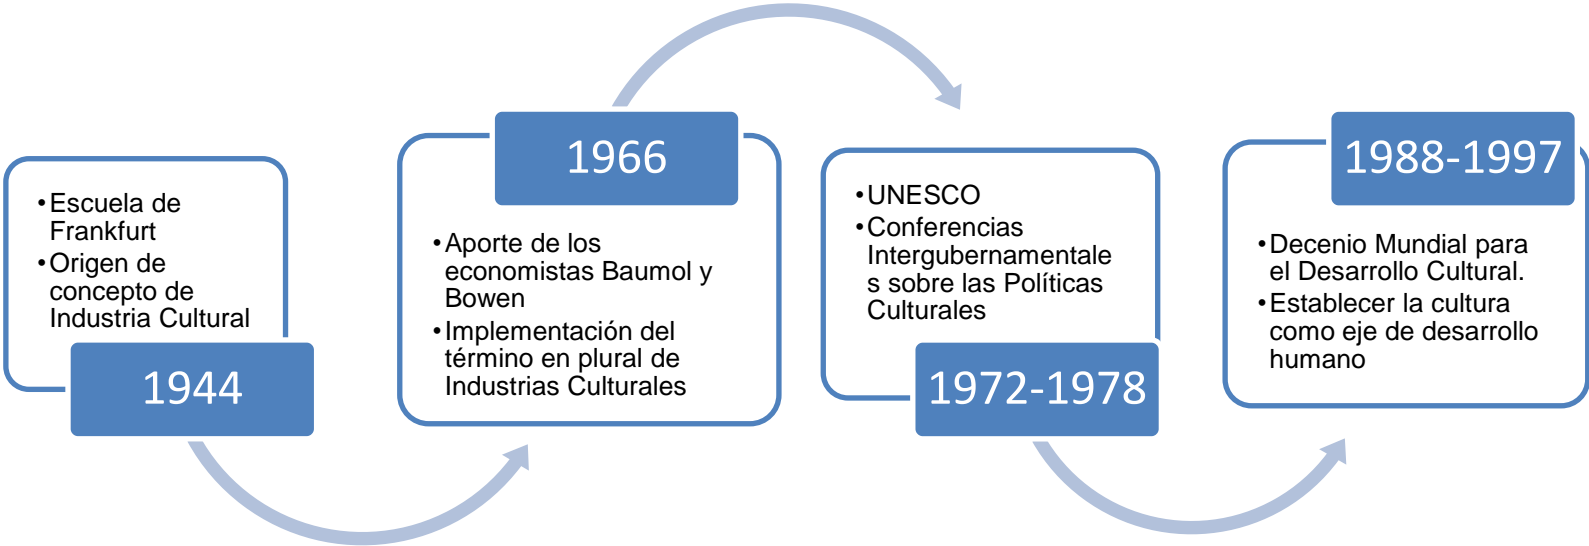 •Escuela de
Frankfurt
•Origen de
concepto de
Industria Cultural
1944
1966
•Aporte de los
economistas Baumol y
Bowen
•Implementación del
término en plural de
Industrias Culturales
•UNESCO
•Conferencias
Intergubernamentale
s sobre las Políticas
Culturales
1972-1978
1988-1997
•Decenio Mundial para
el Desarrollo Cultural.
•Establecer la cultura
como eje de desarrollo
humano